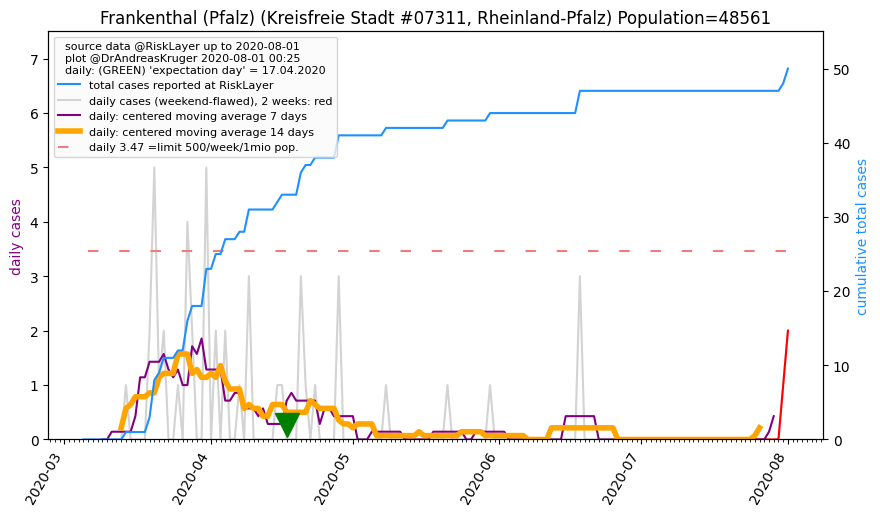 Frankenthal (Pfalz) (Kreisfreie Stadt #07311, Rheinland-Pfalz) Population=48561
source data @RiskLayer up to 2020-08-01
plot @DrAndreasKruger 2020-08-01 00:25
daily: (GREEN) 'expectation day' = 17.04.2020
total cases reported at RiskLayer
daily cases (weekend-flawed), 2 weeks: red
daily: centered moving average 7 days
daily: centered moving average 14 days
daily 3.47 =limit 500/week/1mio pop.
daily cases
7
6
5
4
3
2
1
0
cumulative total cases
50
40
30
20
10
0
2020-03
2020-04
2020-05
2020-06
2020-07
2020-08